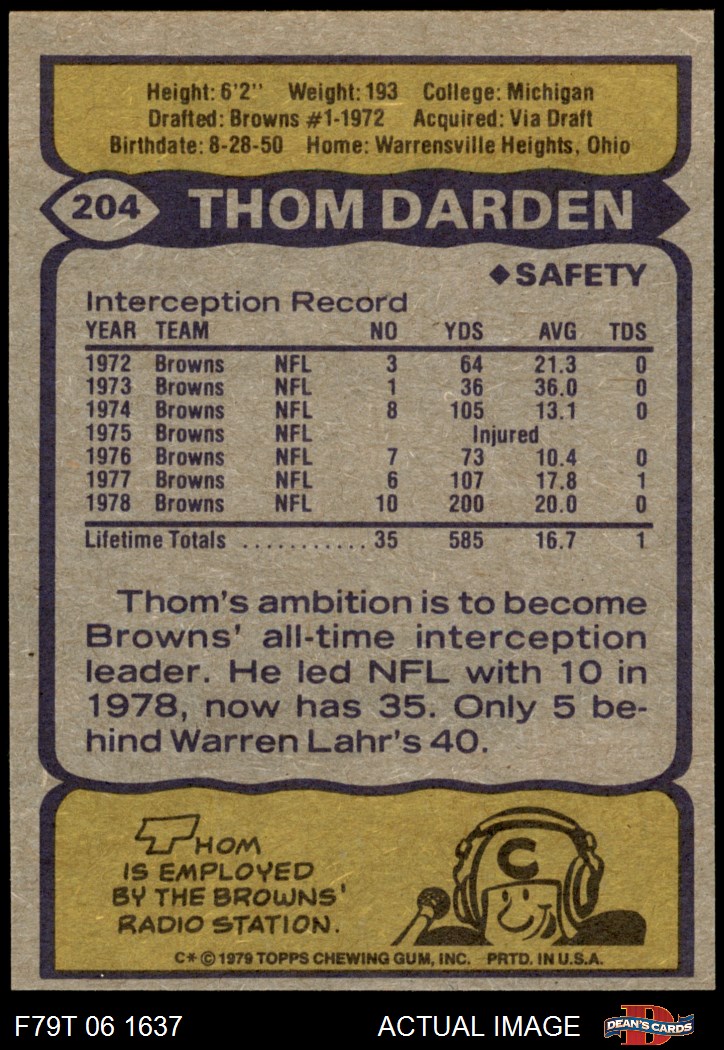 Height: 6'2" Weight: 193 College: Michigan
Drafted: Browns #1-1972 Acquired: Via Draft
Birthdate: 8-28-50 Home: Warrensville Heights, Ohio
204 THOM DARDEN
◆SAFETY
Interception Record
YEAR TEAM NO YDS AVG TDS
1972 Browns NFL 3 64 21.3 0
1973 Browns NFL 1 36 36.0 0
1974 Browns NFL 8 105 13.1 0
1975 Browns NFL Injured
1976 Browns NFL 7 73 10.4 0
1977 Browns NFL 6 107 17.8 1
1978 Browns NFL 10 200 20.0 0
Lifetime Totals ........... 35 585 16.7 1
Thom's ambition is to become
Browns' all-time interception
leader. He led NFL with 10 in
1978, now has 35. Only 5 be-
hind Warren Lahr's 40.
THOM
IS EMPLOYED
BY THE BROWNS'
RADIO STATION.
C
C* © 1979 TOPPS CHEWING GUM, INC. PRTD. IN U.S.A.
F79T 06 1637 ACTUAL IMAGE D DEAN'S CARDS